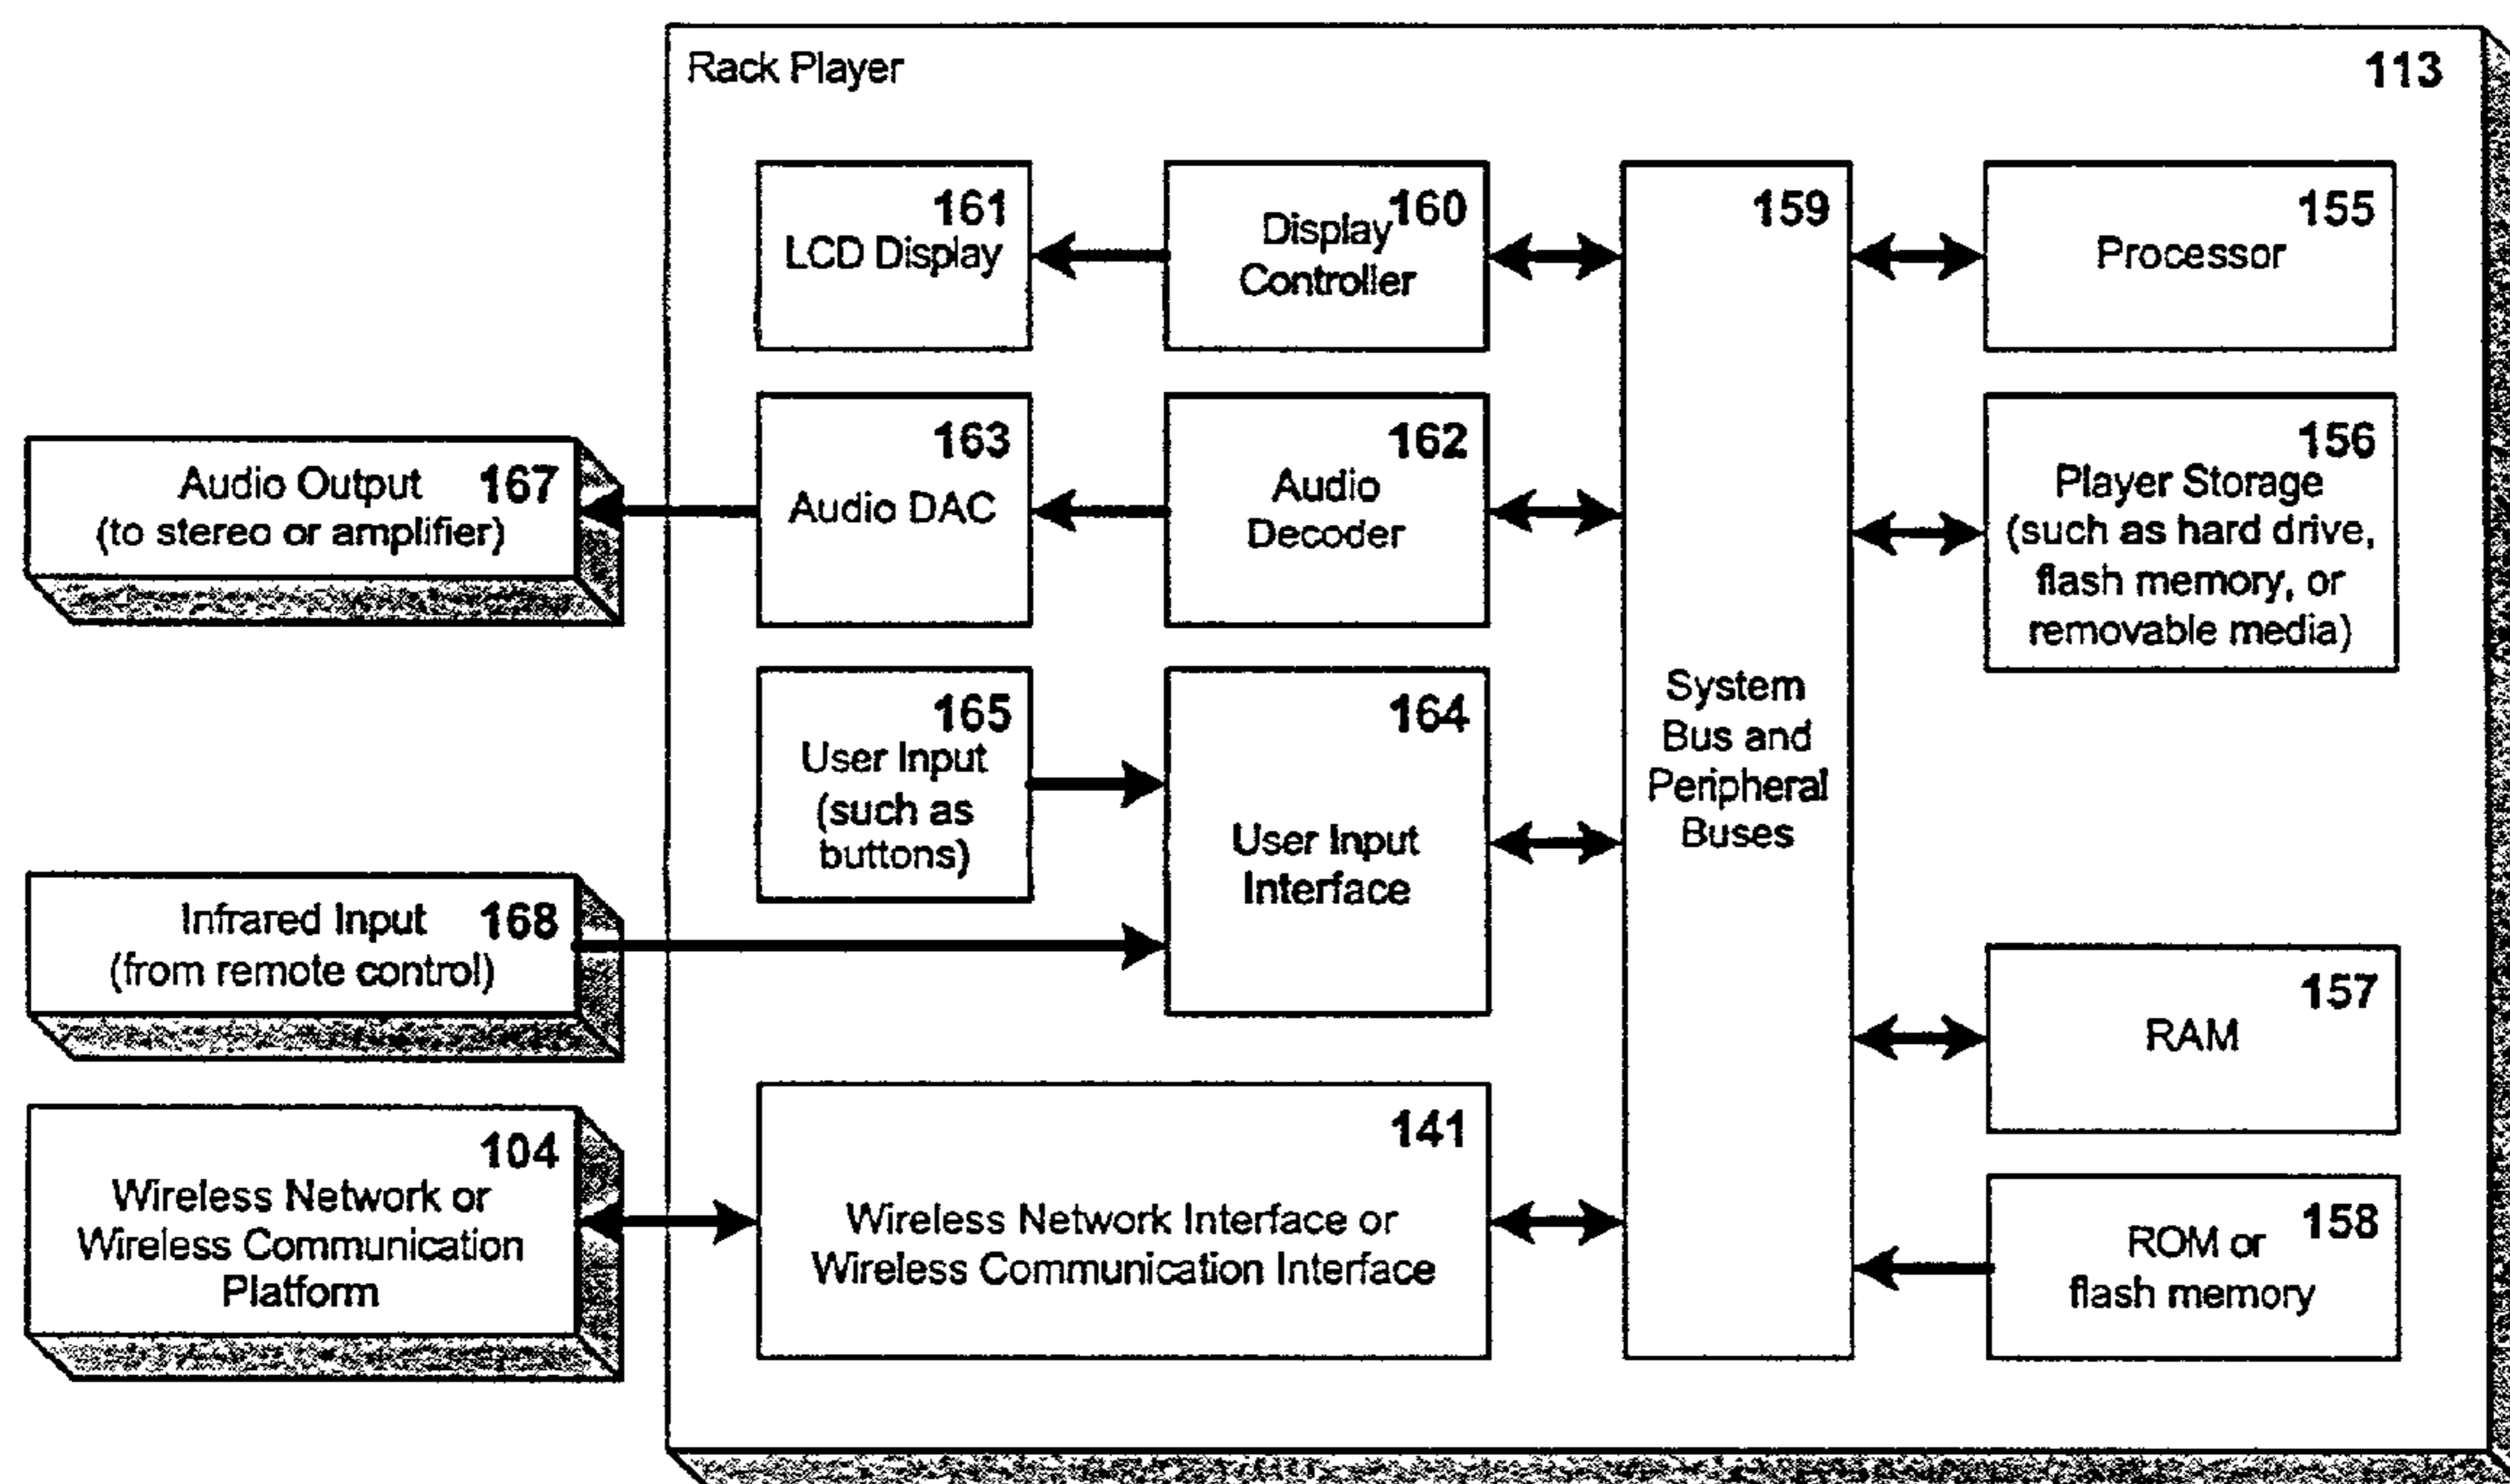 Rack Player
113
161
LCD Display
160
Display
Controller
159
System
Bus and
Peripheral
Buses
155
Processor
167
Audio Output
(to stereo or amplifier)
163
Audio DAC
162
Audio
Decoder
156
Player Storage
(such as hard drive,
flash memory, or
removable media)
165
User Input
(such as
buttons)
164
User Input
Interface
168
Infrared Input
(from remote control)
157
RAM
104
Wireless Network or
Wireless Communication
Platform
141
Wireless Network Interface or
Wireless Communication Interface
158
ROM or
flash memory